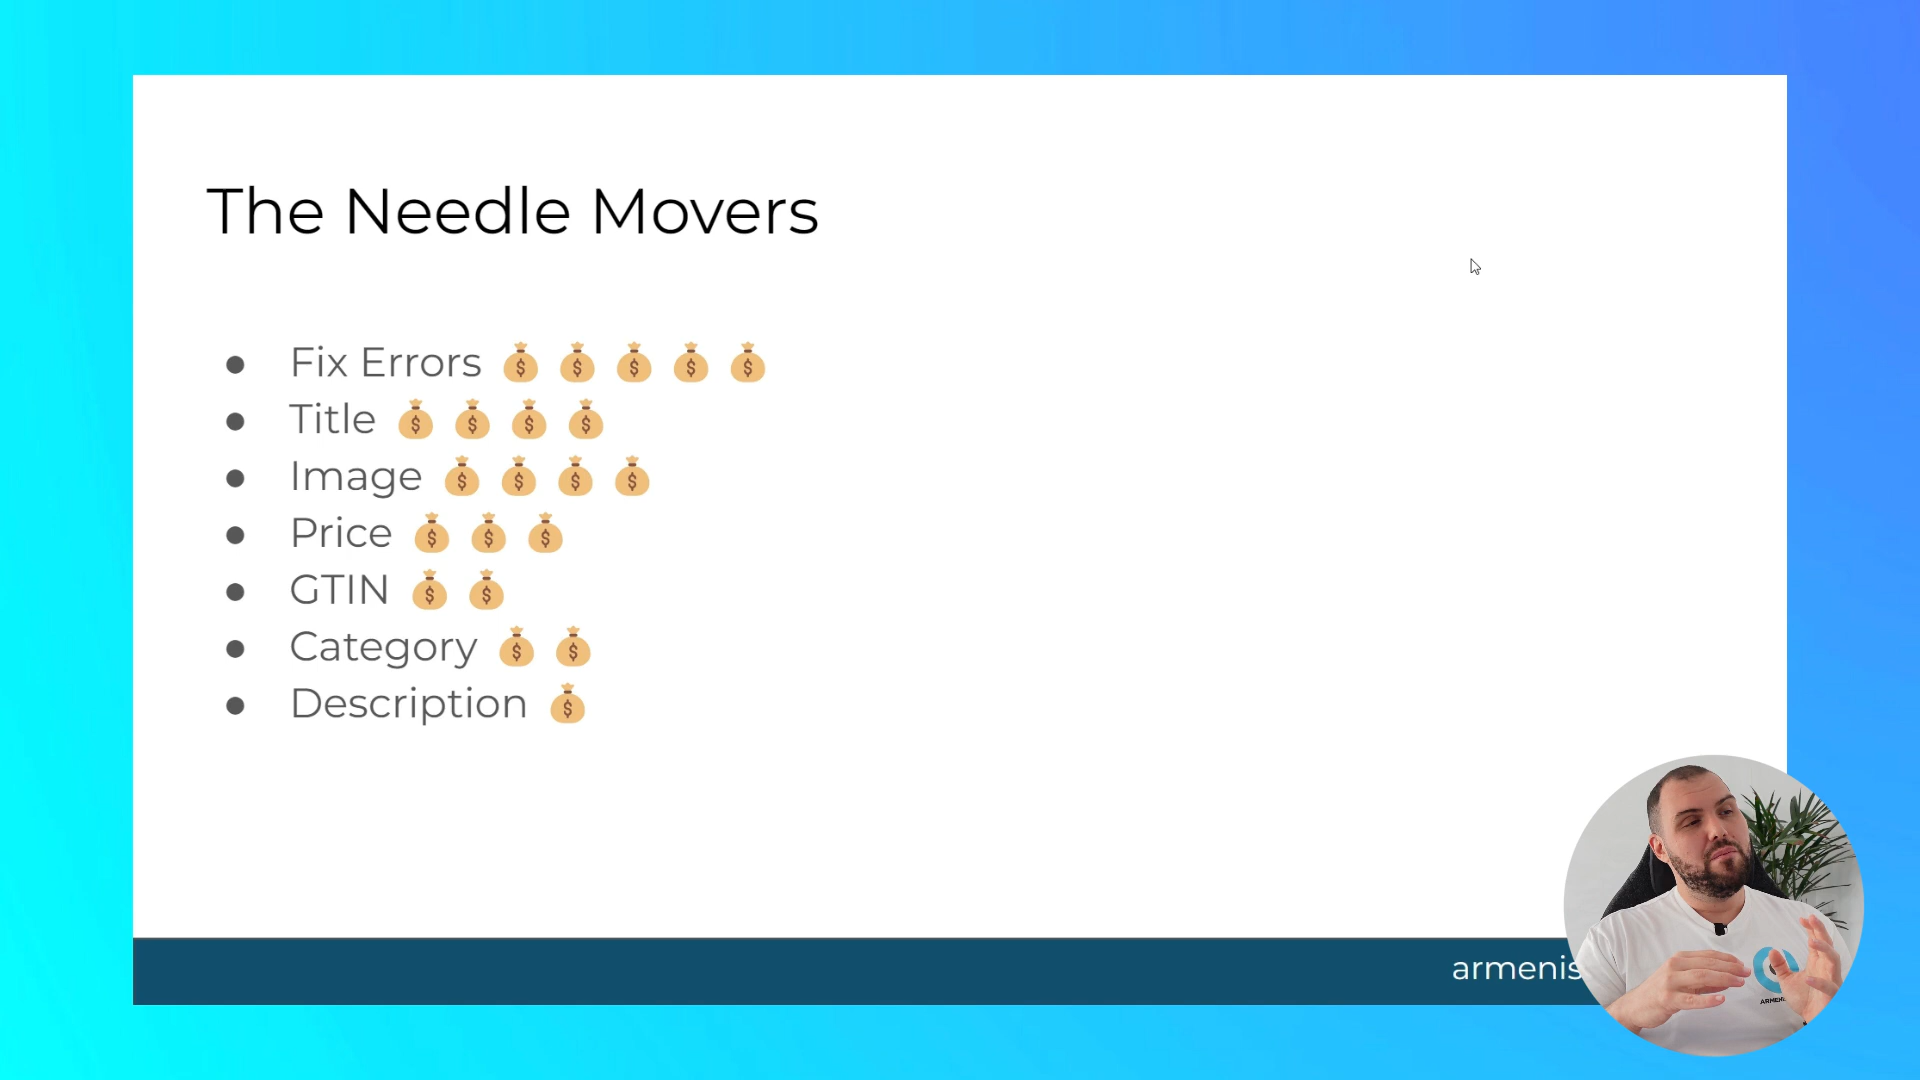 The Needle Movers
● Fix Errors 💰 💰 💰 💰 💰
● Title 💰 💰 💰 💰
● Image 💰 💰 💰 💰
● Price 💰 💰 💰
● GTIN 💰 💰
● Category 💰 💰
● Description 💰
armenis